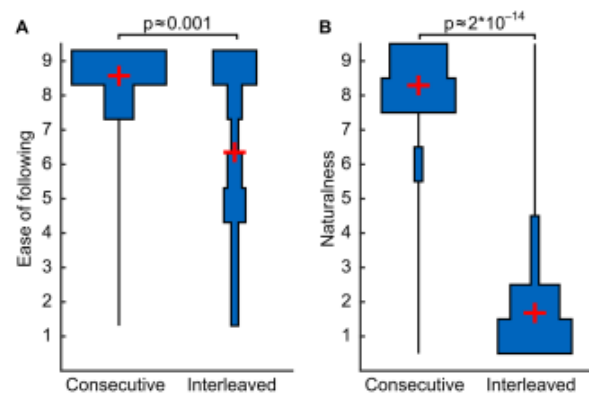 A
p≈0.001
Ease of following
9
8
7
6
5
4
3
2
1
Consecutive Interleaved
B
p≈2*10⁻¹⁴
Naturalness
9
8
7
6
5
4
3
2
1
Consecutive Interleaved